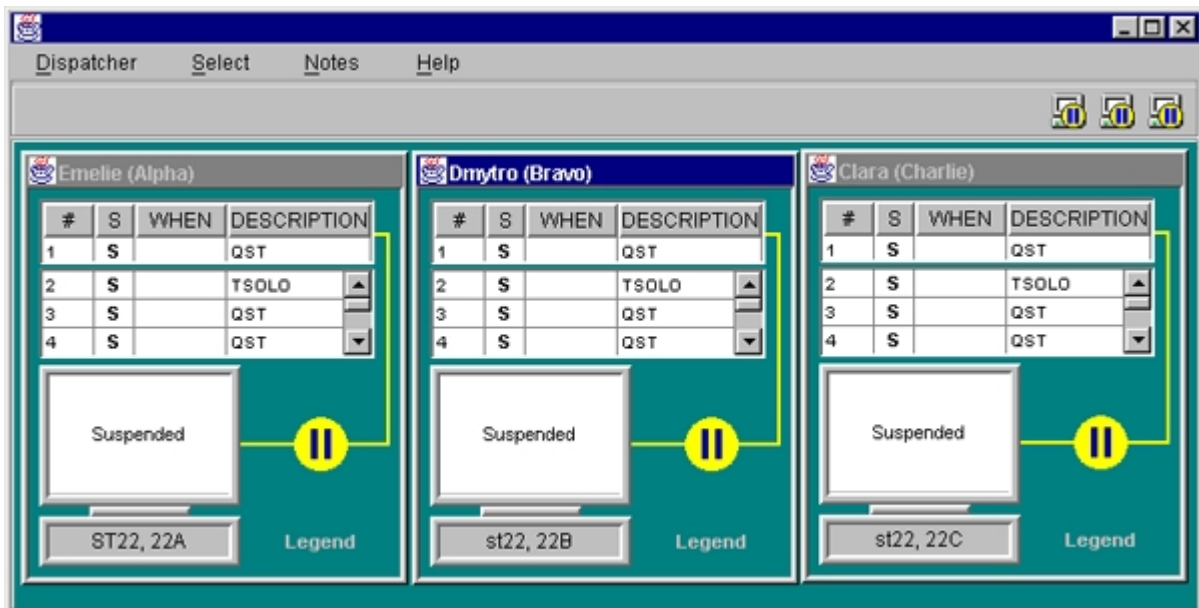 Dispatcher Select Notes Help
Emelie (Alpha)
# S WHEN DESCRIPTION
1 S QST
2 S TSOLO
3 S QST
4 S QST
Suspended
ST22, 22A
Legend
Dmytro (Bravo)
# S WHEN DESCRIPTION
1 S QST
2 S TSOLO
3 S QST
4 S QST
Suspended
st22, 22B
Legend
Clara (Charlie)
# S WHEN DESCRIPTION
1 S QST
2 S TSOLO
3 S QST
4 S QST
Suspended
st22, 22C
Legend